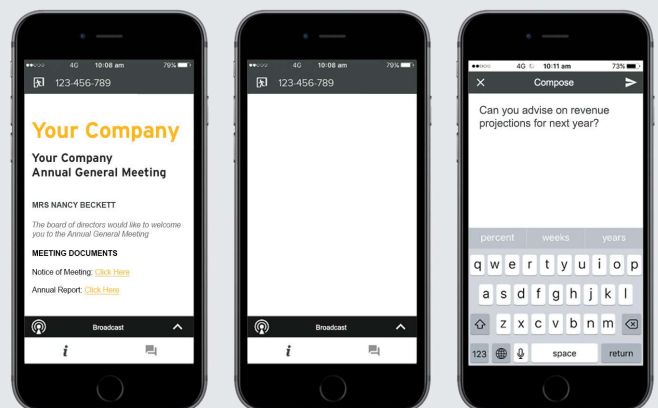 4G 10:08 am 79%
123-456-789
Your Company
Your Company
Annual General Meeting
MRS NANCY BECKETT
The board of directors would like to welcome
you to the Annual General Meeting
MEETING DOCUMENTS
Notice of Meeting: Click Here
Annual Report: Click Here
Broadcast
i
4G 10:08 am 79%
123-456-789
Broadcast
i
4G 10:11 am 73%
Compose
Can you advise on revenue
projections for next year?
percent weeks years
q w e r t y u i o p
a s d f g h j k l
z x c v b n m
123 space return